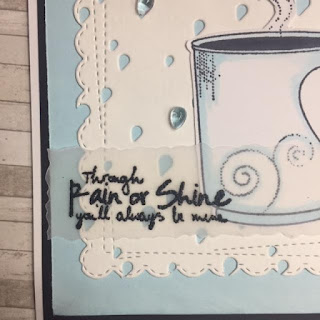 Through
Rain or Shine
you'll always be mine